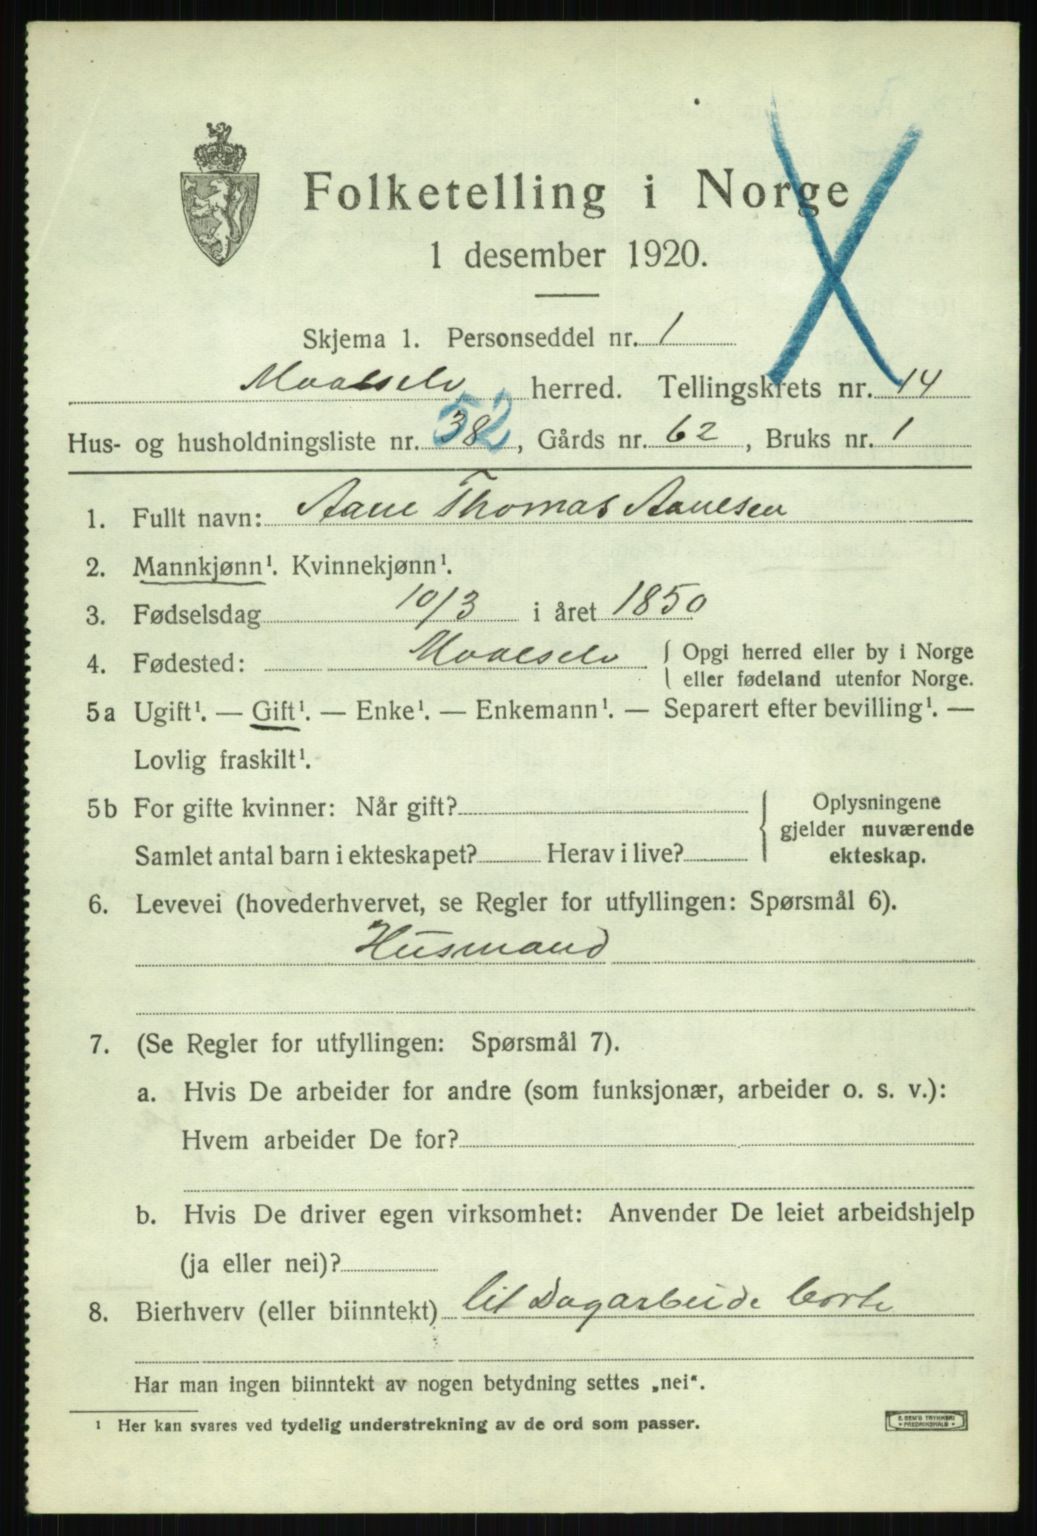 Folketelling i Norge
1 desember 1920.
Skjema 1. Personseddel nr. 1
Maalselv herred. Tellingskrets nr. 14
Hus- og husholdningsliste nr. 38 52, Gårds nr. 62, Bruks nr. 1
1. Fullt navn: Aane Thomas Aanesen
2. Mannkjønn¹. Kvinnekjønn¹.
3. Fødselsdag 10/3 i året 1850
4. Fødested: Maalselv { Opgi herred eller by i Norge
eller fødeland utenfor Norge.
5a Ugift¹. — Gift¹. — Enke¹. — Enkemann¹. — Separert efter bevilling¹. —
Lovlig fraskilt¹.
5b For gifte kvinner: Når gift?
Samlet antal barn i ekteskapet? Herav i live?
Oplysningene
gjelder nuværende
ekteskap.
6. Levevei (hovederhvervet, se Regler for utfyllingen: Spørsmål 6).
Husmand
7. (Se Regler for utfyllingen: Spørsmål 7).
a. Hvis De arbeider for andre (som funksjonær, arbeider o. s. v.):
Hvem arbeider De for?
b. Hvis De driver egen virksomhet: Anvender De leiet arbeidshjelp
(ja eller nei)?
8. Bierhverv (eller biinntekt) lit Dagarbeide borte
Har man ingen biinntekt av nogen betydning settes „nei“.
¹ Her kan svares ved tydelig understrekning av de ord som passer.